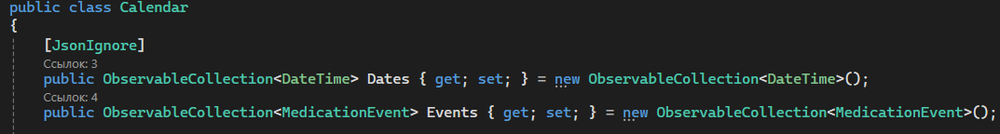 public class Calendar
{
[JsonIgnore]
Ссылок: 3
public ObservableCollection<DateTime> Dates { get; set; } = new ObservableCollection<DateTime>();
Ссылок: 4
public ObservableCollection<MedicationEvent> Events { get; set; } = new ObservableCollection<MedicationEvent>();